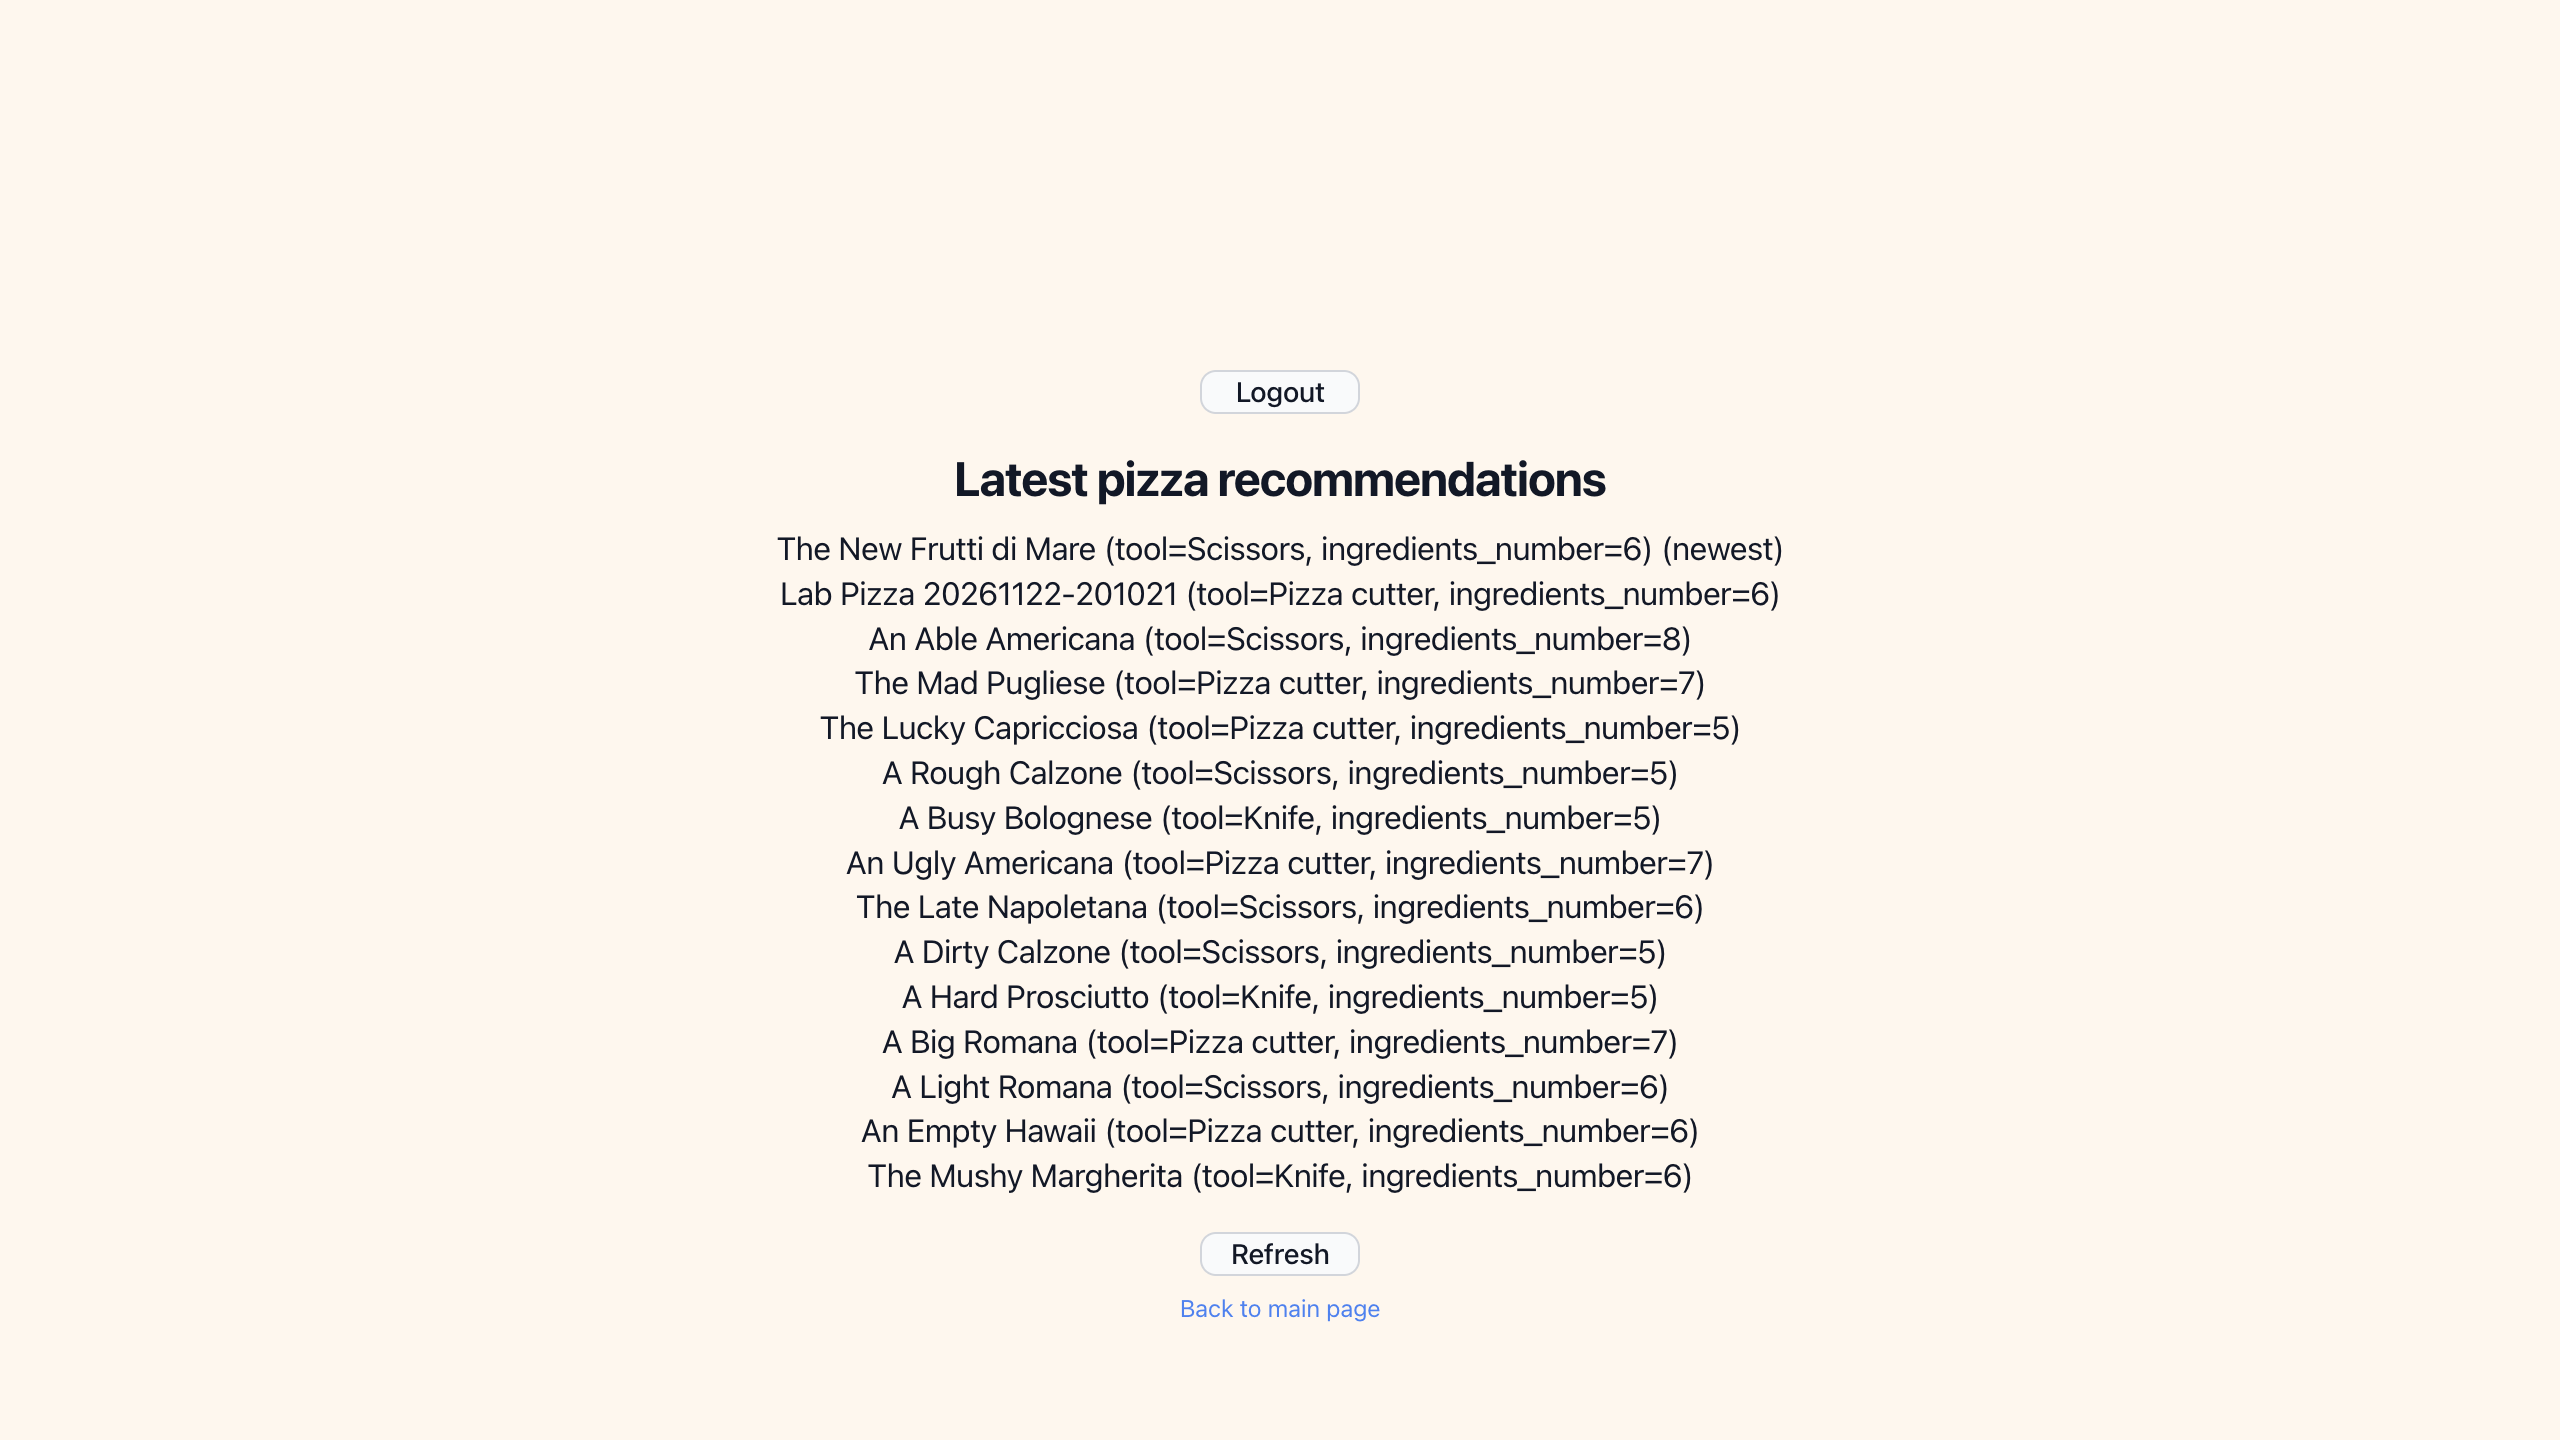 Logout
Latest pizza recommendations
The New Frutti di Mare (tool=Scissors, ingredients_number=6) (newest)
Lab Pizza 20261122-201021 (tool=Pizza cutter, ingredients_number=6)
An Able Americana (tool=Scissors, ingredients_number=8)
The Mad Pugliese (tool=Pizza cutter, ingredients_number=7)
The Lucky Capricciosa (tool=Pizza cutter, ingredients_number=5)
A Rough Calzone (tool=Scissors, ingredients_number=5)
A Busy Bolognese (tool=Knife, ingredients_number=5)
An Ugly Americana (tool=Pizza cutter, ingredients_number=7)
The Late Napoletana (tool=Scissors, ingredients_number=6)
A Dirty Calzone (tool=Scissors, ingredients_number=5)
A Hard Prosciutto (tool=Knife, ingredients_number=5)
A Big Romana (tool=Pizza cutter, ingredients_number=7)
A Light Romana (tool=Scissors, ingredients_number=6)
An Empty Hawaii (tool=Pizza cutter, ingredients_number=6)
The Mushy Margherita (tool=Knife, ingredients_number=6)
Refresh
Back to main page